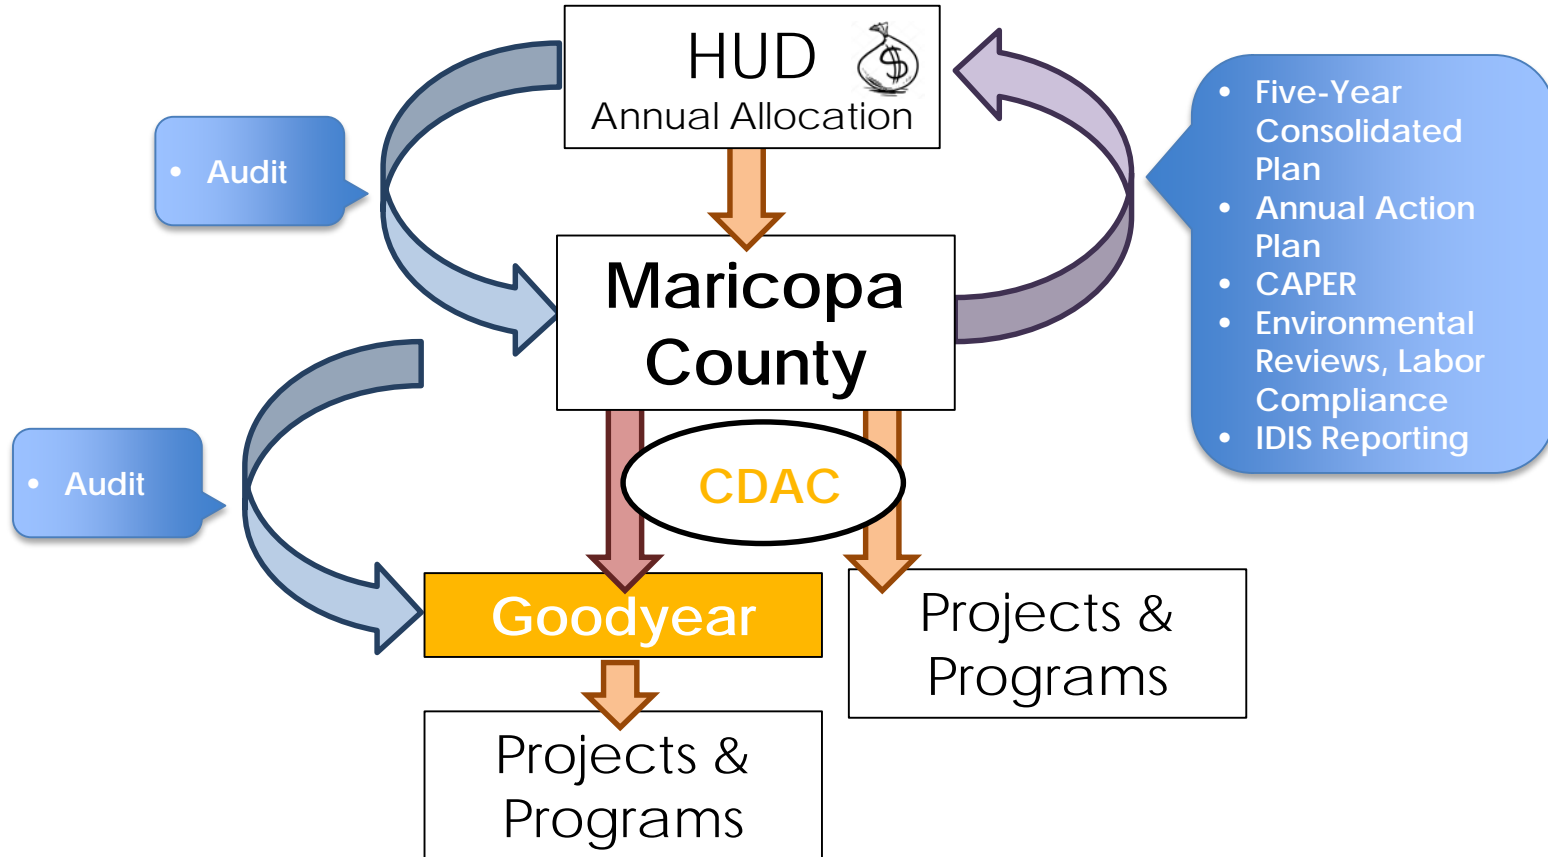 HUD
$
Annual Allocation
• Audit
• Five-Year
Consolidated
Plan
• Annual Action
Plan
• CAPER
• Environmental
Reviews, Labor
Compliance
• IDIS Reporting
Maricopa
County
• Audit
CDAC
Goodyear
Projects &
Programs
Projects &
Programs